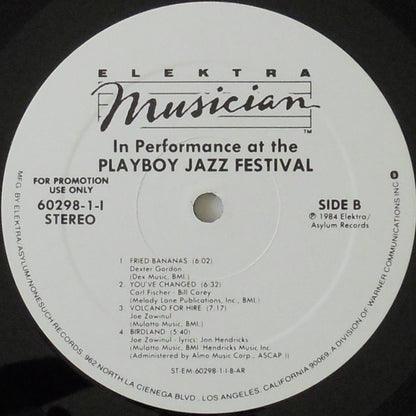 ELEKTRA
Musician
TM
In Performance at the
PLAYBOY JAZZ FESTIVAL
FOR PROMOTION
USE ONLY
60298-1-I
STEREO
SIDE B
℗ 1984 Elektra/
Asylum Records
1 FRIED BANANAS (6:02)
Dexter Gordon
(Dex Music, BMI.)
2 YOU'VE CHANGED (6:32)
Carl Fischer - Bill Carey
(Melody Lane Publications, Inc., BMI.)
3 VOLCANO FOR HIRE (7:17)
Joe Zawinul
(Mulatto Music, BMI.)
4 BIRDLAND (5:40)
Joe Zawinul - lyrics: Jon Hendricks
(Mulatto Music, BMI Hendricks Music Inc.
(Administered by Almo Music Corp., ASCAP.))
ST-EM-60298-1-I-B-AR
MFG. BY ELEKTRA/ASYLUM/NONESUCH RECORDS, 962 NORTH LA CIENEGA BLVD., LOS ANGELES, CALIFORNIA 90069. A DIVISION OF WARNER COMMUNICATIONS INC.